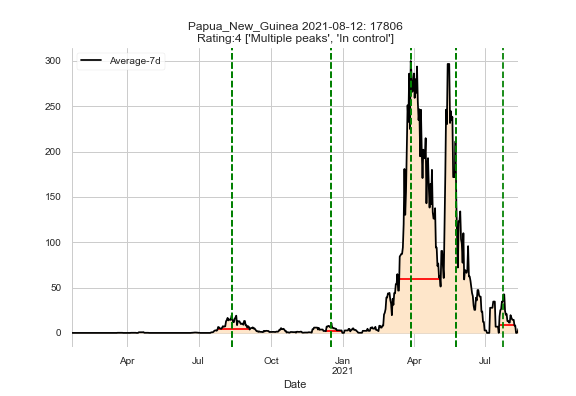 Papua_New_Guinea 2021-08-12: 17806
Rating:4 ['Multiple peaks', 'In control']
Average-7d
300
250
200
150
100
50
0
Apr Jul Oct Jan Apr Jul
2021
Date